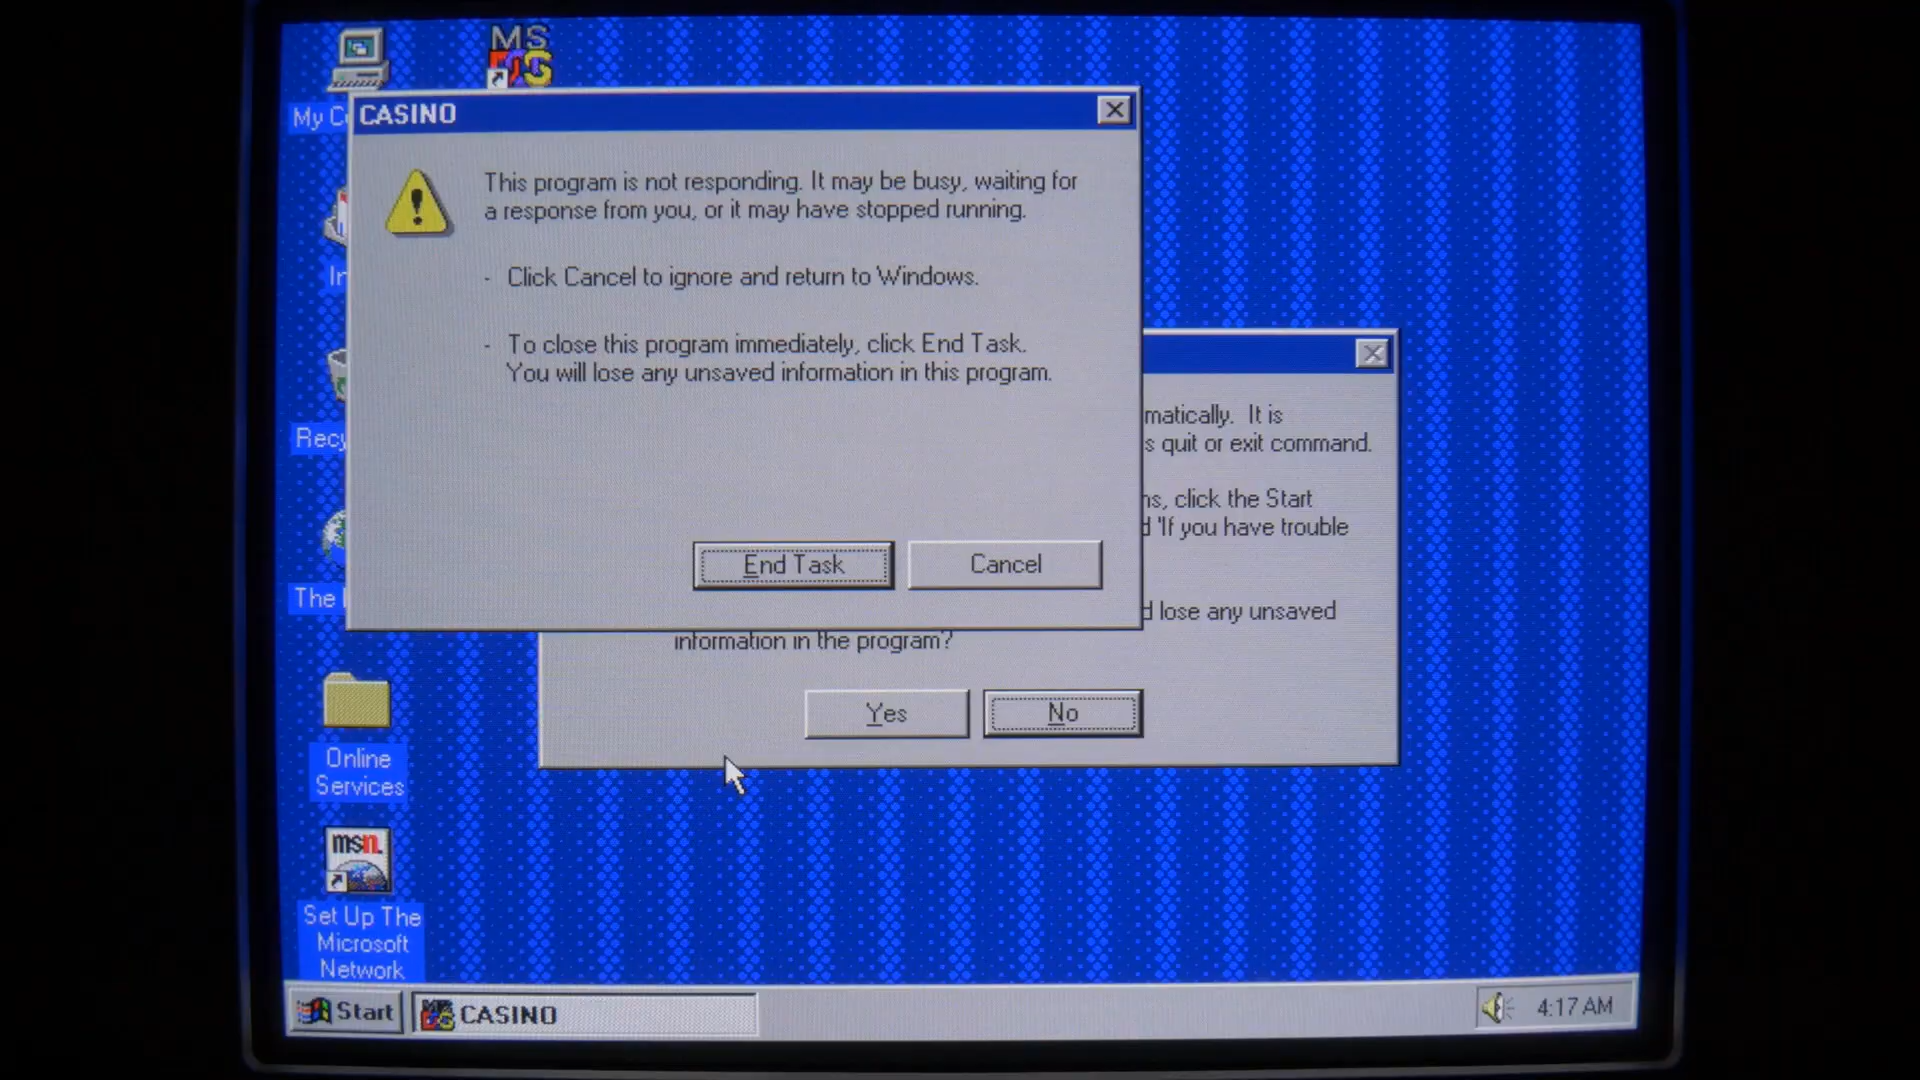 MS
My C
CASINO
This program is not responding. It may be busy, waiting for
a response from you, or it may have stopped running.
- Click Cancel to ignore and return to Windows.
- To close this program immediately, click End Task.
You will lose any unsaved information in this program.
End Task
Cancel
In
Recy
The
matically. It is
s quit or exit command.
ns, click the Start
d 'If you have trouble
d lose any unsaved
information in the program?
Yes
No
Online
Services
msn.
Set Up The
Microsoft
Network
Start
CASINO
4:17 AM